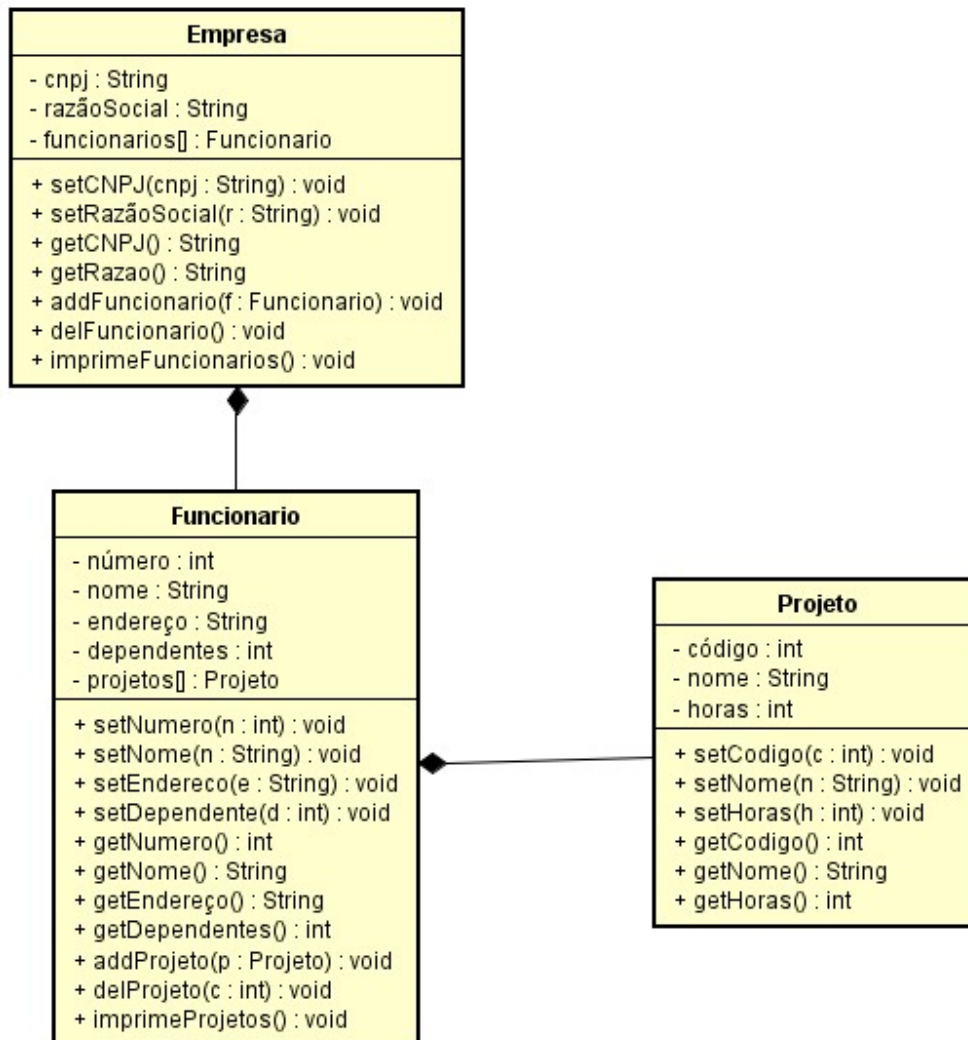 Empresa
- cnpj : String
- razãoSocial : String
- funcionarios[] : Funcionario
+ setCNPJ(cnpj : String) : void
+ setRazãoSocial(r : String) : void
+ getCNPJ() : String
+ getRazao() : String
+ addFuncionario(f : Funcionario) : void
+ delFuncionario() : void
+ imprimeFuncionarios() : void
Funcionario
- número : int
- nome : String
- endereço : String
- dependentes : int
- projetos[] : Projeto
+ setNumero(n : int) : void
+ setNome(n : String) : void
+ setEndereco(e : String) : void
+ setDependente(d : int) : void
+ getNumero() : int
+ getNome() : String
+ getEndereço() : String
+ getDependentes() : int
+ addProjeto(p : Projeto) : void
+ delProjeto(c : int) : void
+ imprimeProjetos() : void
Projeto
- código : int
- nome : String
- horas : int
+ setCodigo(c : int) : void
+ setNome(n : String) : void
+ setHoras(h : int) : void
+ getCodigo() : int
+ getNome() : String
+ getHoras() : int